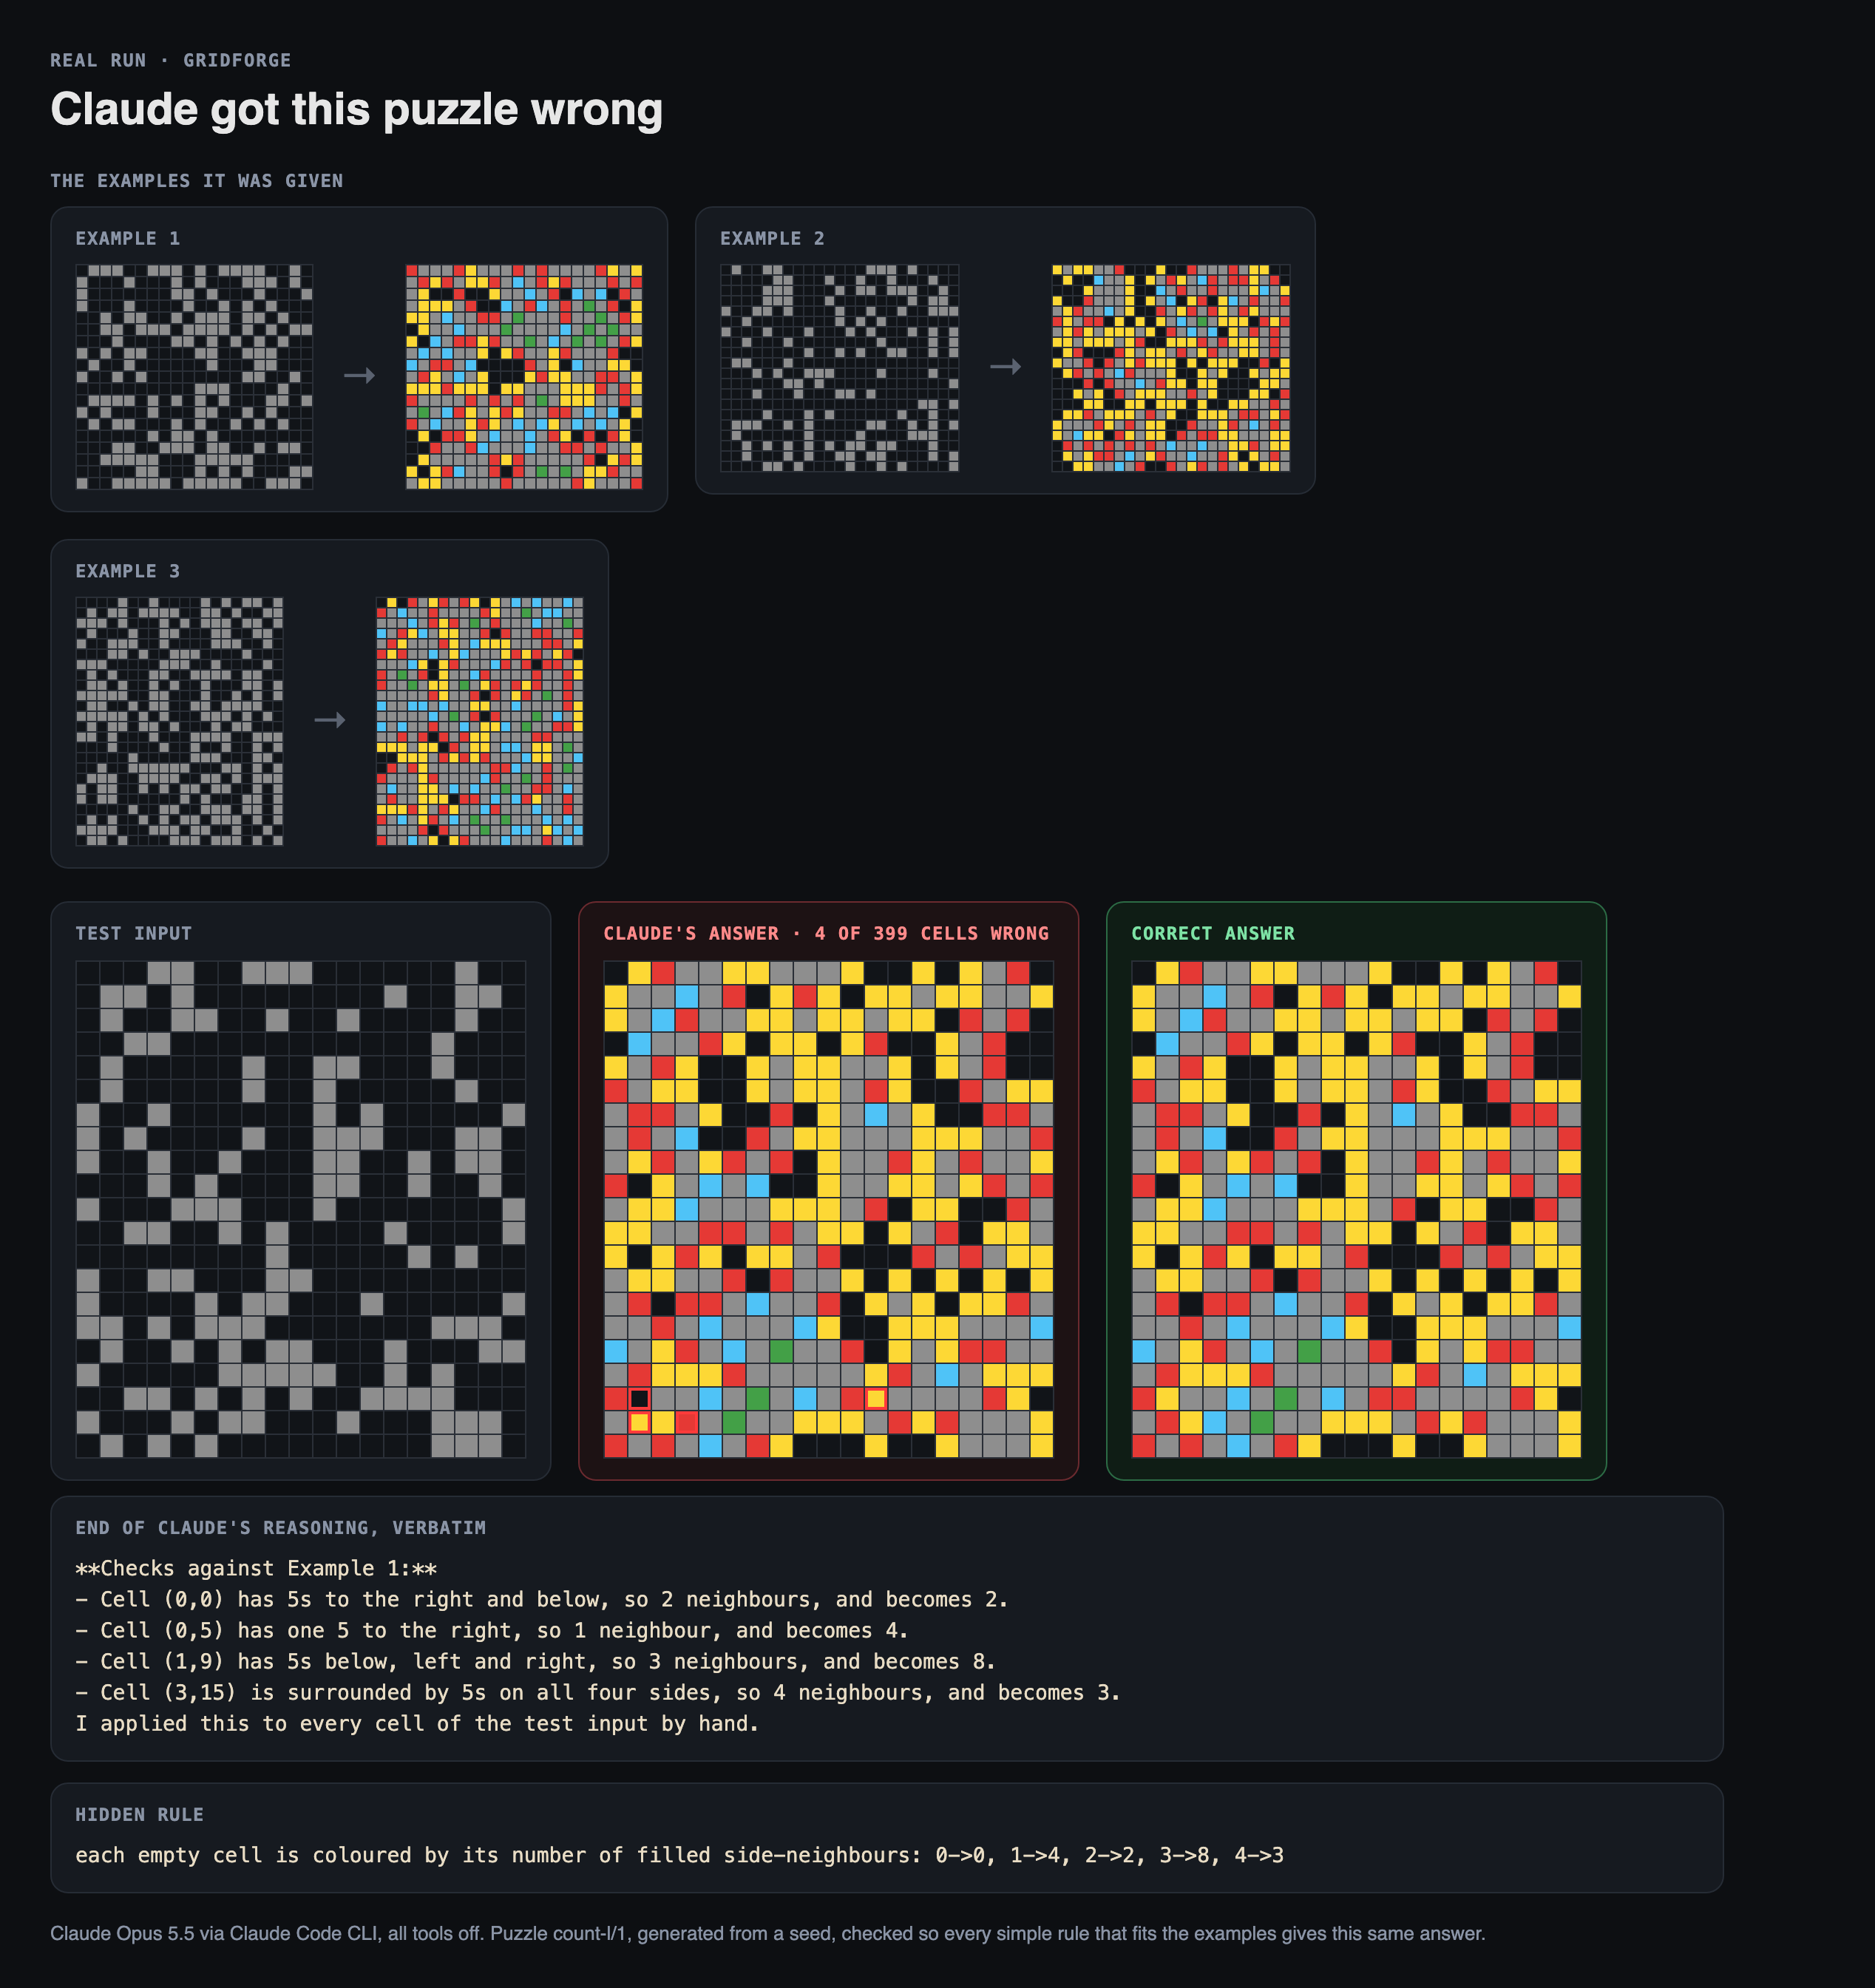 REAL RUN · GRIDFORGE
Claude got this puzzle wrong
THE EXAMPLES IT WAS GIVEN
EXAMPLE 1
EXAMPLE 2
EXAMPLE 3
TEST INPUT
CLAUDE'S ANSWER · 4 OF 399 CELLS WRONG
CORRECT ANSWER
END OF CLAUDE'S REASONING, VERBATIM
**Checks against Example 1:**
- Cell (0,0) has 5s to the right and below, so 2 neighbours, and becomes 2.
- Cell (0,5) has one 5 to the right, so 1 neighbour, and becomes 4.
- Cell (1,9) has 5s below, left and right, so 3 neighbours, and becomes 8.
- Cell (3,15) is surrounded by 5s on all four sides, so 4 neighbours, and becomes 3.
I applied this to every cell of the test input by hand.
HIDDEN RULE
each empty cell is coloured by its number of filled side-neighbours: 0->0, 1->4, 2->2, 3->8, 4->3
Claude Opus 5.5 via Claude Code CLI, all tools off. Puzzle count-l/1, generated from a seed, checked so every simple rule that fits the examples gives this same answer.